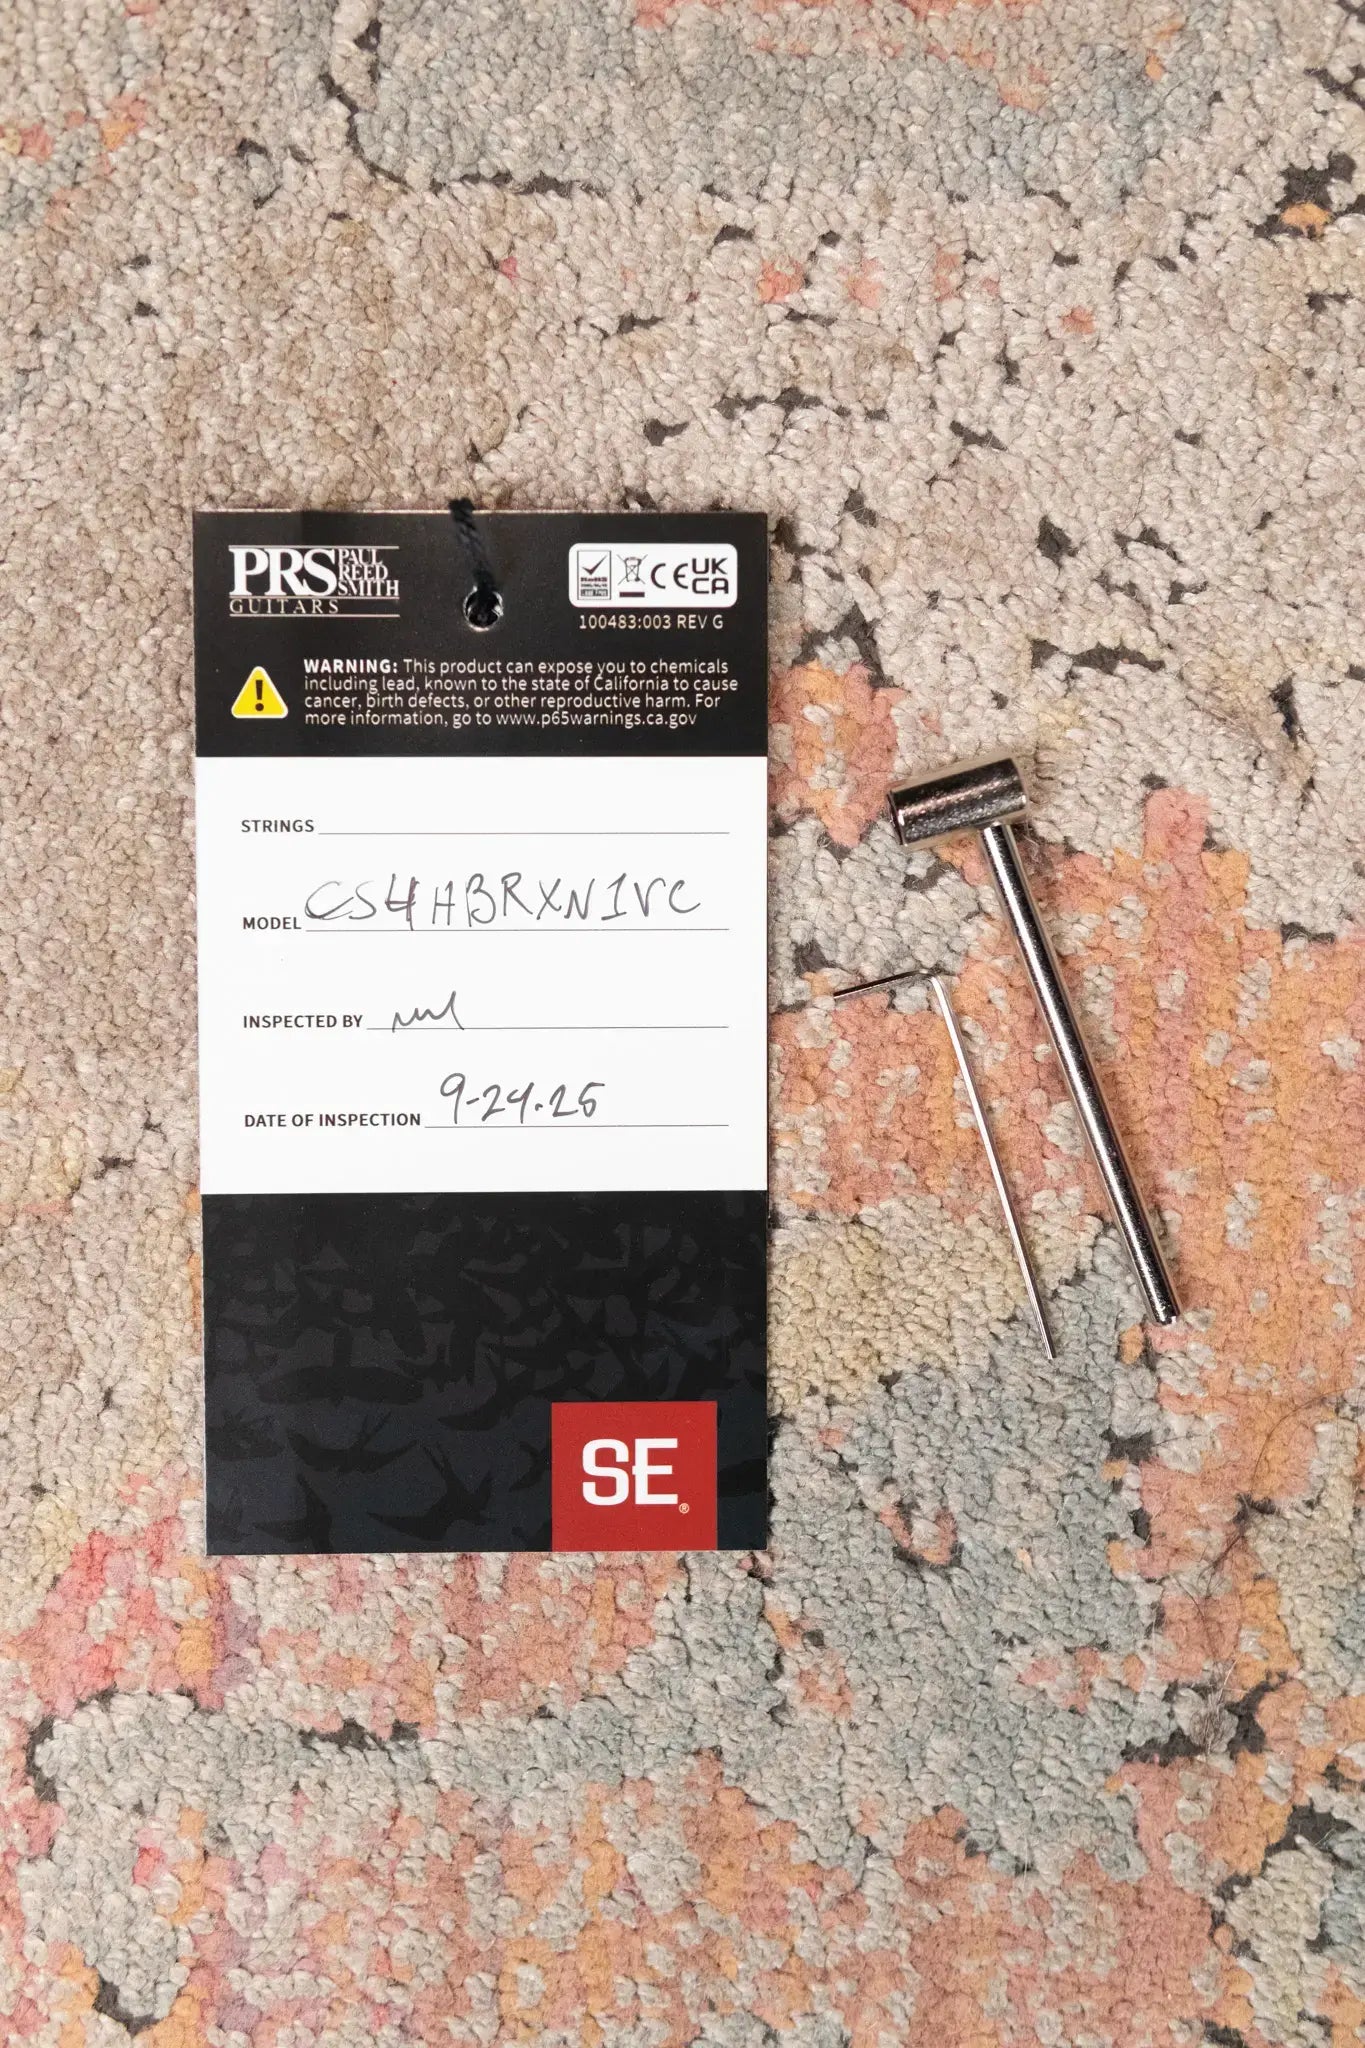 PRS PAUL REED SMITH
GUITARS
UK CA
100483:003 REV G
WARNING: This product can expose you to chemicals
including lead, known to the state of California to cause
cancer, birth defects, or other reproductive harm. For
more information, go to www.p65warnings.ca.gov
STRINGS
MODEL CS4HBRXN1VC
INSPECTED BY
DATE OF INSPECTION 9-24.25
SE®